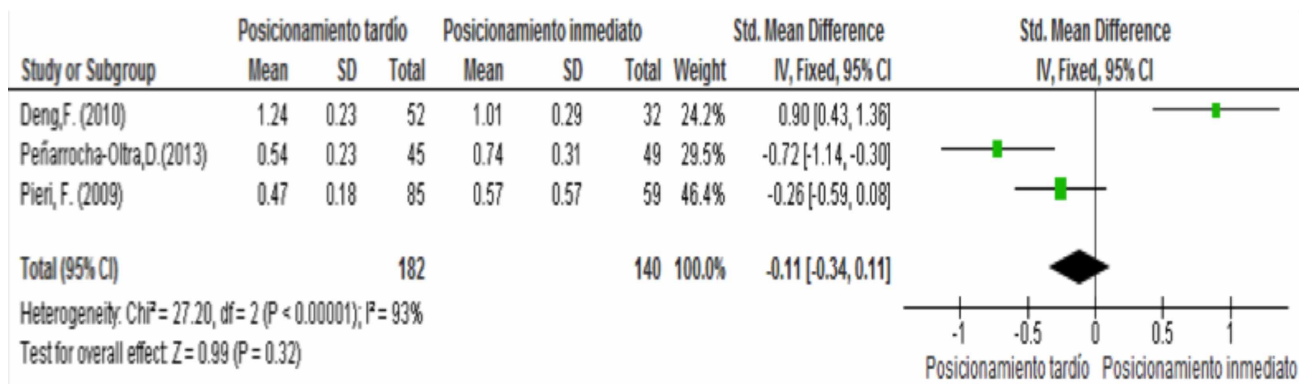 Posicionamiento tardío Posicionamiento inmediato Std. Mean Difference Std. Mean Difference
Study or Subgroup Mean SD Total Mean SD Total Weight IV, Fixed, 95% CI IV, Fixed, 95% CI
Deng,F. (2010) 1.24 0.23 52 1.01 0.29 32 24.2% 0.90 [0.43, 1.36]
Peñarrocha-Oltra,D.(2013) 0.54 0.23 45 0.74 0.31 49 29.5% -0.72 [-1.14, -0.30]
Pieri, F. (2009) 0.47 0.18 85 0.57 0.57 59 46.4% -0.26 [-0.59, 0.08]
Total (95% CI) 182 140 100.0% -0.11 [-0.34, 0.11]
Heterogeneity: Chi² = 27.20, df = 2 (P < 0.00001); I² = 93%
Test for overall effect: Z = 0.99 (P = 0.32)
-1 -0.5 0 0.5 1
Posicionamiento tardío Posicionamiento inmediato